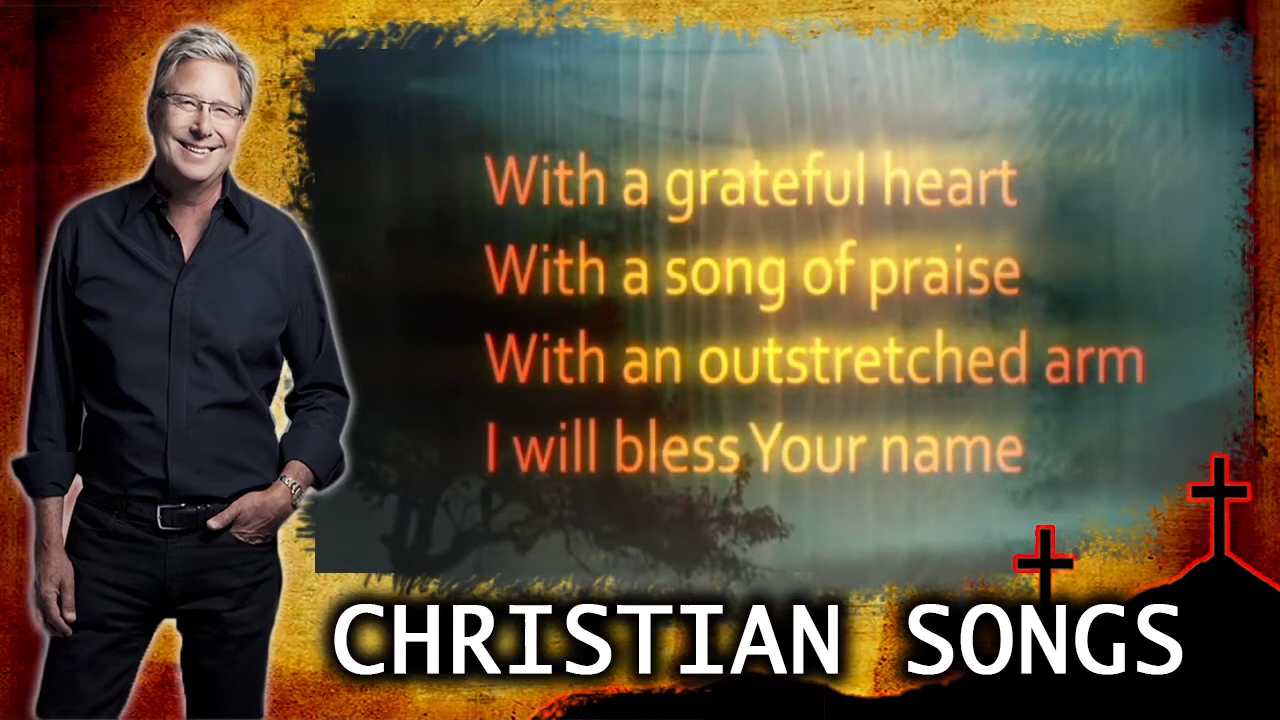 With a grateful heart
With a song of praise
With an outstretched arm
I will bless Your name
CHRISTIAN SONGS